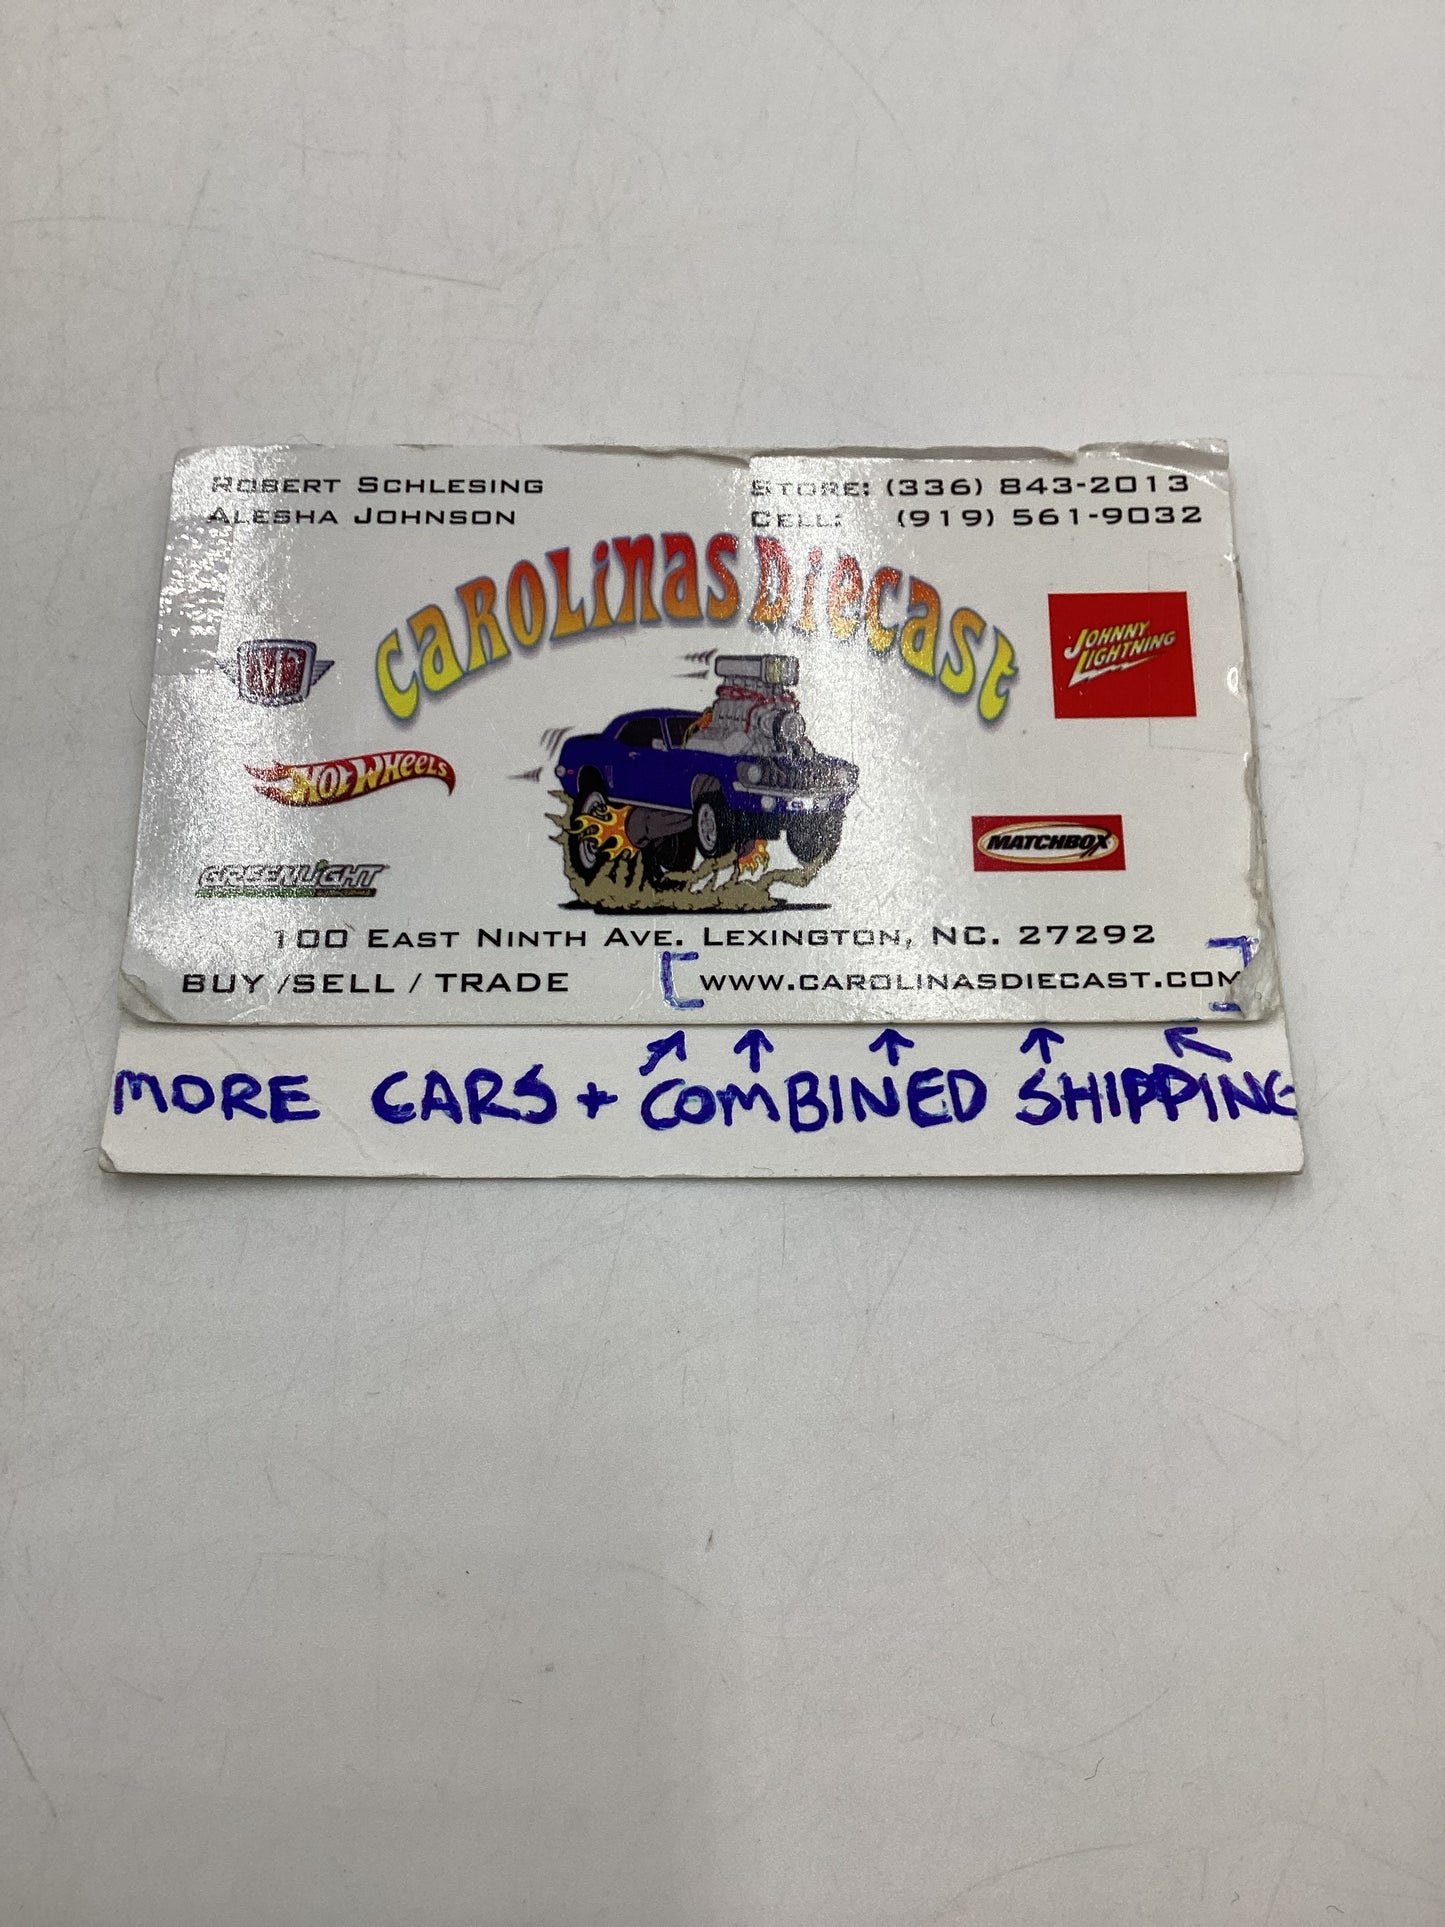 ROBERT SCHLESING
ALESHA JOHNSON
STORE: (336) 843-2013
CELL: (919) 561-9032
CAROLINAS DIECAST
M2
JOHNNY
LIGHTNING
HOT WHEELS
MATCHBOX
GREENLIGHT
100 EAST NINTH AVE. LEXINGTON, NC. 27292
BUY /SELL / TRADE
WWW.CAROLINASDIECAST.COM
MORE CARS + COMBINED SHIPPING